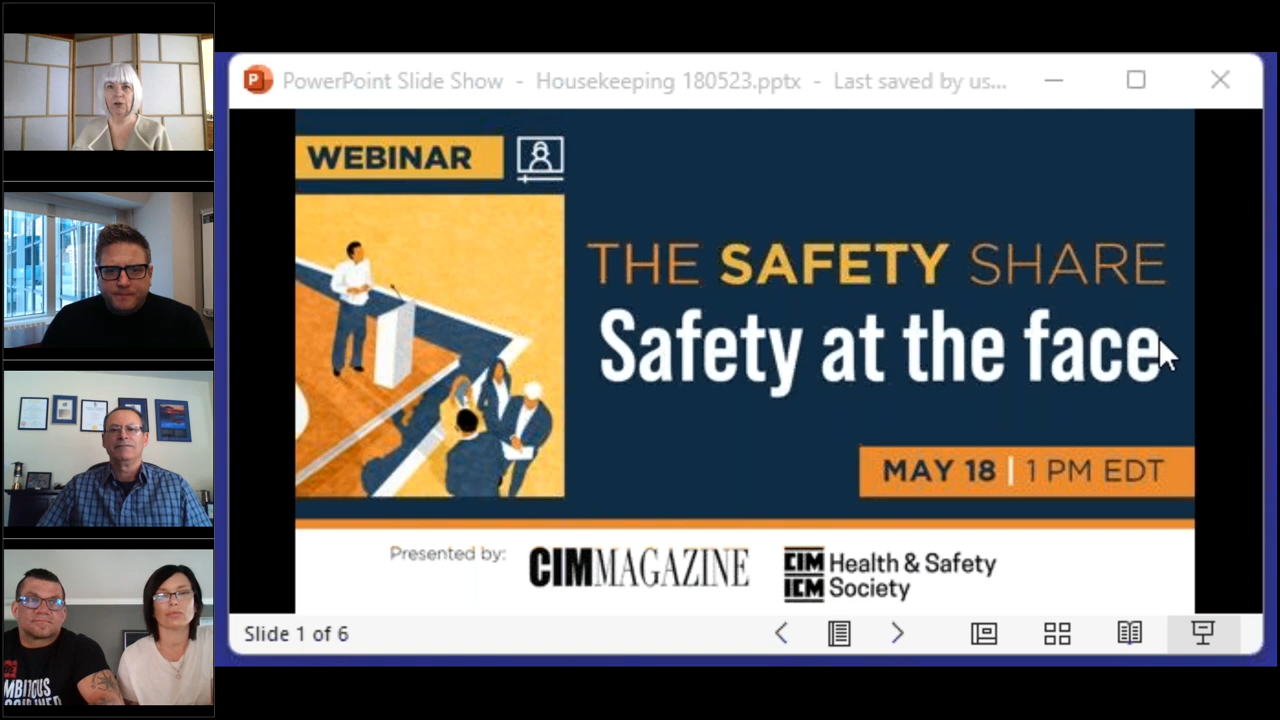 PowerPoint Slide Show - Housekeeping 180523.pptx - Last saved by us...
WEBINAR
THE SAFETY SHARE
Safety at the face
MAY 18 | 1 PM EDT
Presented by:
CIM MAGAZINE
CIM Health & Safety
ICM Society
Slide 1 of 6